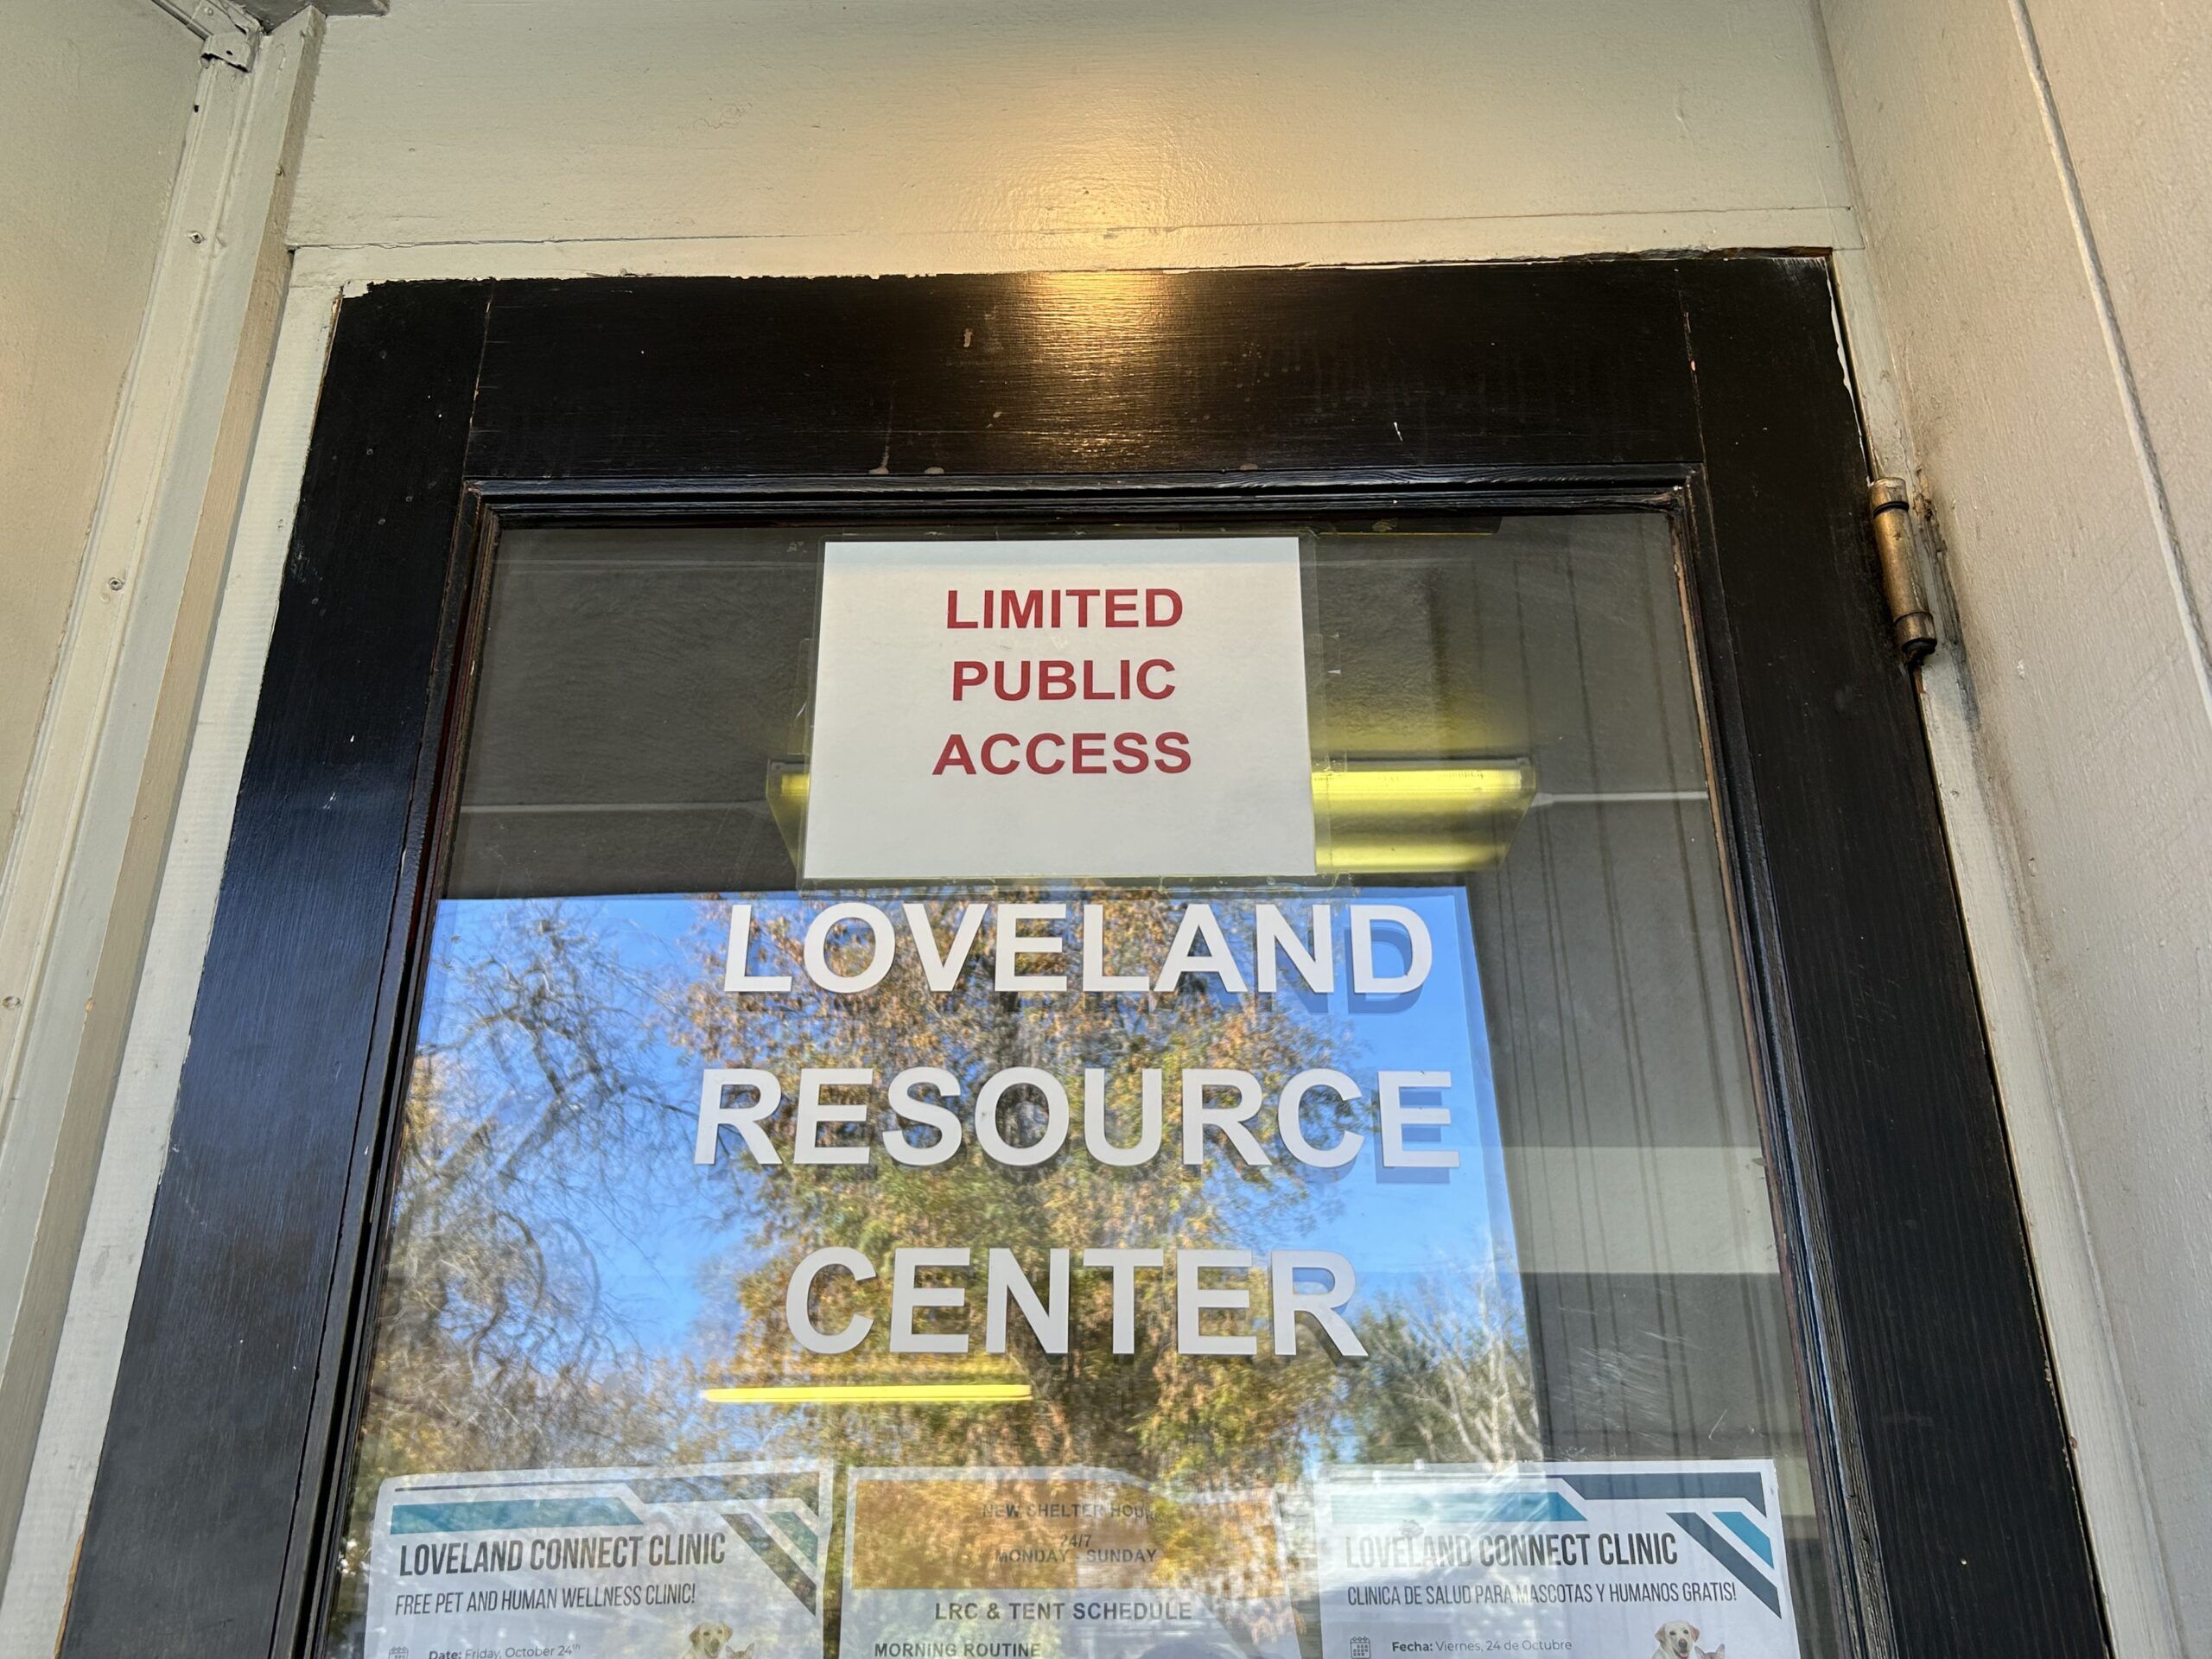 LIMITED
PUBLIC
ACCESS
LOVELAND
RESOURCE
CENTER
LOVELAND CONNECT CLINIC
FREE PET AND HUMAN WELLNESS CLINIC!
Date: Friday, October 24th
NEW SHELTER HOURS
24/7
MONDAY - SUNDAY
LRC & TENT SCHEDULE
MORNING ROUTINE
LOVELAND CONNECT CLINIC
CLINICA DE SALUD PARA MASCOTAS Y HUMANOS GRATIS!
Fecha: Viernes, 24 de Octubre